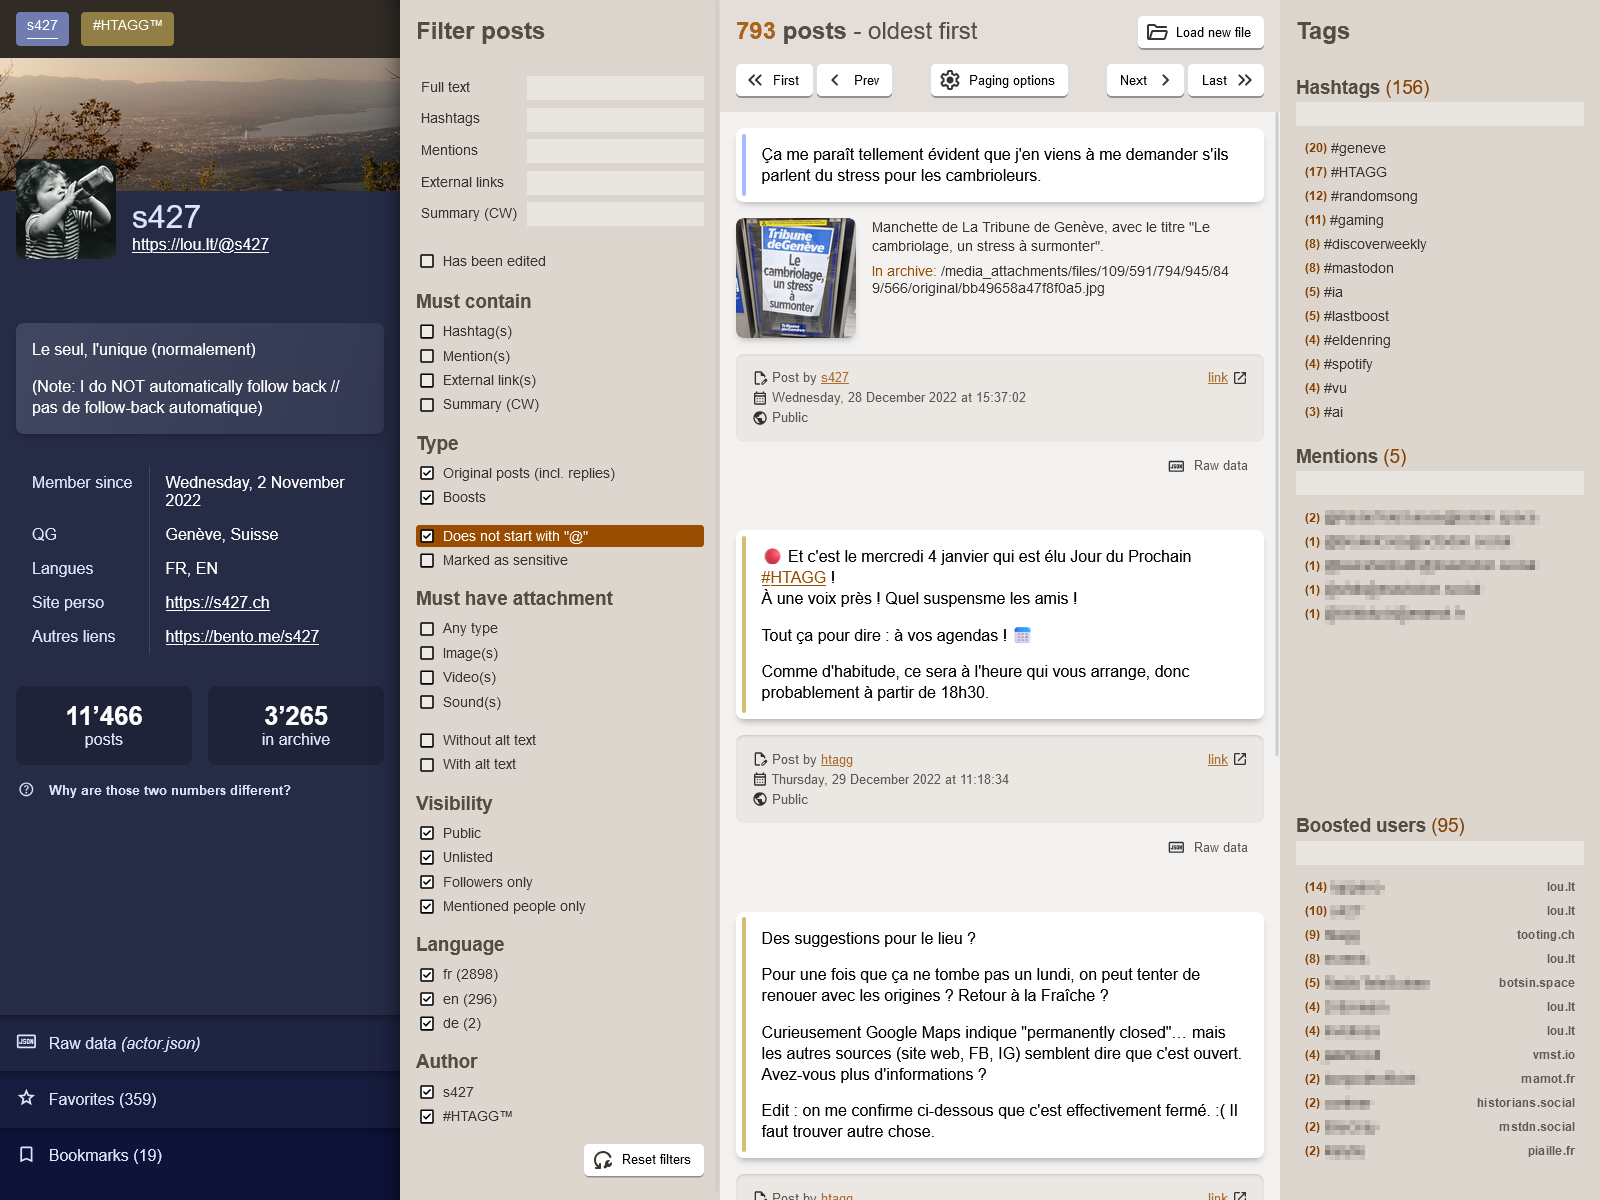 s427
#HTAGG™
s427
https://lou.lt/@s427
Le seul, l'unique (normalement)
(Note: I do NOT automatically follow back //
pas de follow-back automatique)
Member since
Wednesday, 2 November
2022
QG
Genève, Suisse
Langues
FR, EN
Site perso
https://s427.ch
Autres liens
https://bento.me/s427
11’466
posts
3’265
in archive
Why are those two numbers different?
Raw data (actor.json)
Favorites (359)
Bookmarks (19)
Filter posts
Full text
Hashtags
Mentions
External links
Summary (CW)
Has been edited
Must contain
Hashtag(s)
Mention(s)
External link(s)
Summary (CW)
Type
Original posts (incl. replies)
Boosts
Does not start with "@"
Marked as sensitive
Must have attachment
Any type
Image(s)
Video(s)
Sound(s)
Without alt text
With alt text
Visibility
Public
Unlisted
Followers only
Mentioned people only
Language
fr (2898)
en (296)
de (2)
Author
s427
#HTAGG™
Reset filters
793 posts - oldest first
Load new file
First
Prev
Paging options
Next
Last
Ça me paraît tellement évident que j'en viens à me demander s'ils
parlent du stress pour les cambrioleurs.
Tribune
de Genève
Le
cambriolage,
un stress
à
surmonter
Tribune
de Genève
Manchette de La Tribune de Genève, avec le titre "Le
cambriolage, un stress à surmonter".
In archive: /media_attachments/files/109/591/794/945/84
9/566/original/bb49658a47f8f0a5.jpg
Post by s427
link
Wednesday, 28 December 2022 at 15:37:02
Public
JSON Raw data
Et c'est le mercredi 4 janvier qui est élu Jour du Prochain
#HTAGG !
À une voix près ! Quel suspensme les amis !
Tout ça pour dire : à vos agendas !
Comme d'habitude, ce sera à l'heure qui vous arrange, donc
probablement à partir de 18h30.
Post by htagg
link
Thursday, 29 December 2022 at 11:18:34
Public
JSON Raw data
Des suggestions pour le lieu ?
Pour une fois que ça ne tombe pas un lundi, on peut tenter de
renouer avec les origines ? Retour à la Fraîche ?
Curieusement Google Maps indique "permanently closed"… mais
les autres sources (site web, FB, IG) semblent dire que c'est ouvert.
Avez-vous plus d'informations ?
Edit : on me confirme ci-dessous que c'est effectivement fermé. :( Il
faut trouver autre chose.
Post by htagg
link
Tags
Hashtags (156)
(20) #geneve
(17) #HTAGG
(12) #randomsong
(11) #gaming
(8) #discoverweekly
(8) #mastodon
(5) #ia
(5) #lastboost
(4) #eldenring
(4) #spotify
(4) #vu
(3) #ai
Mentions (5)
(2)
(1)
(1)
(1)
(1)
Boosted users (95)
(14) lou.lt
(10) lou.lt
(9) tooting.ch
(8) lou.lt
(5) botsin.space
(4) lou.lt
(4) lou.lt
(4) vmst.io
(2) mamot.fr
(2) historians.social
(2) mstdn.social
(2) piaille.fr